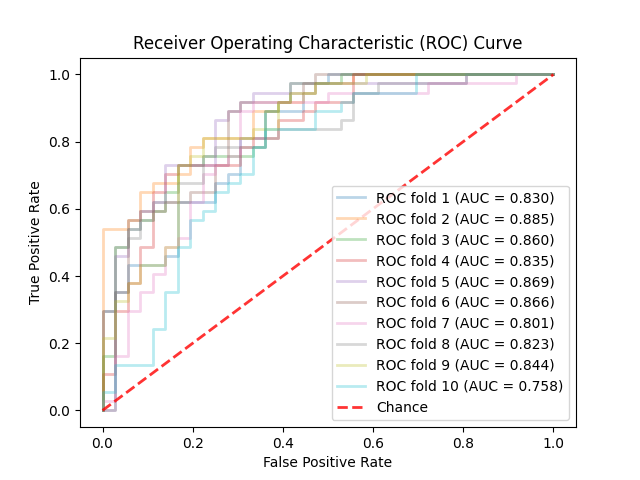 Receiver Operating Characteristic (ROC) Curve
1.0
0.8
0.6
0.4
0.2
0.0
True Positive Rate
ROC fold 1 (AUC = 0.830)
ROC fold 2 (AUC = 0.885)
ROC fold 3 (AUC = 0.860)
ROC fold 4 (AUC = 0.835)
ROC fold 5 (AUC = 0.869)
ROC fold 6 (AUC = 0.866)
ROC fold 7 (AUC = 0.801)
ROC fold 8 (AUC = 0.823)
ROC fold 9 (AUC = 0.844)
ROC fold 10 (AUC = 0.758)
Chance
0.0 0.2 0.4 0.6 0.8 1.0
False Positive Rate